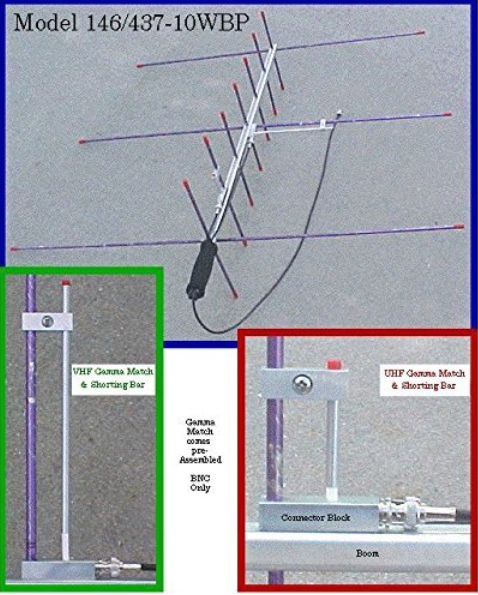 Model 146/437-10WBP
VHF Gamma Match
& Shorting Bar
Gamma
Match
comes
pre-
Assembled
BNC
Only
UHF Gamma Match
& Shorting Bar
Connector Block
Boom